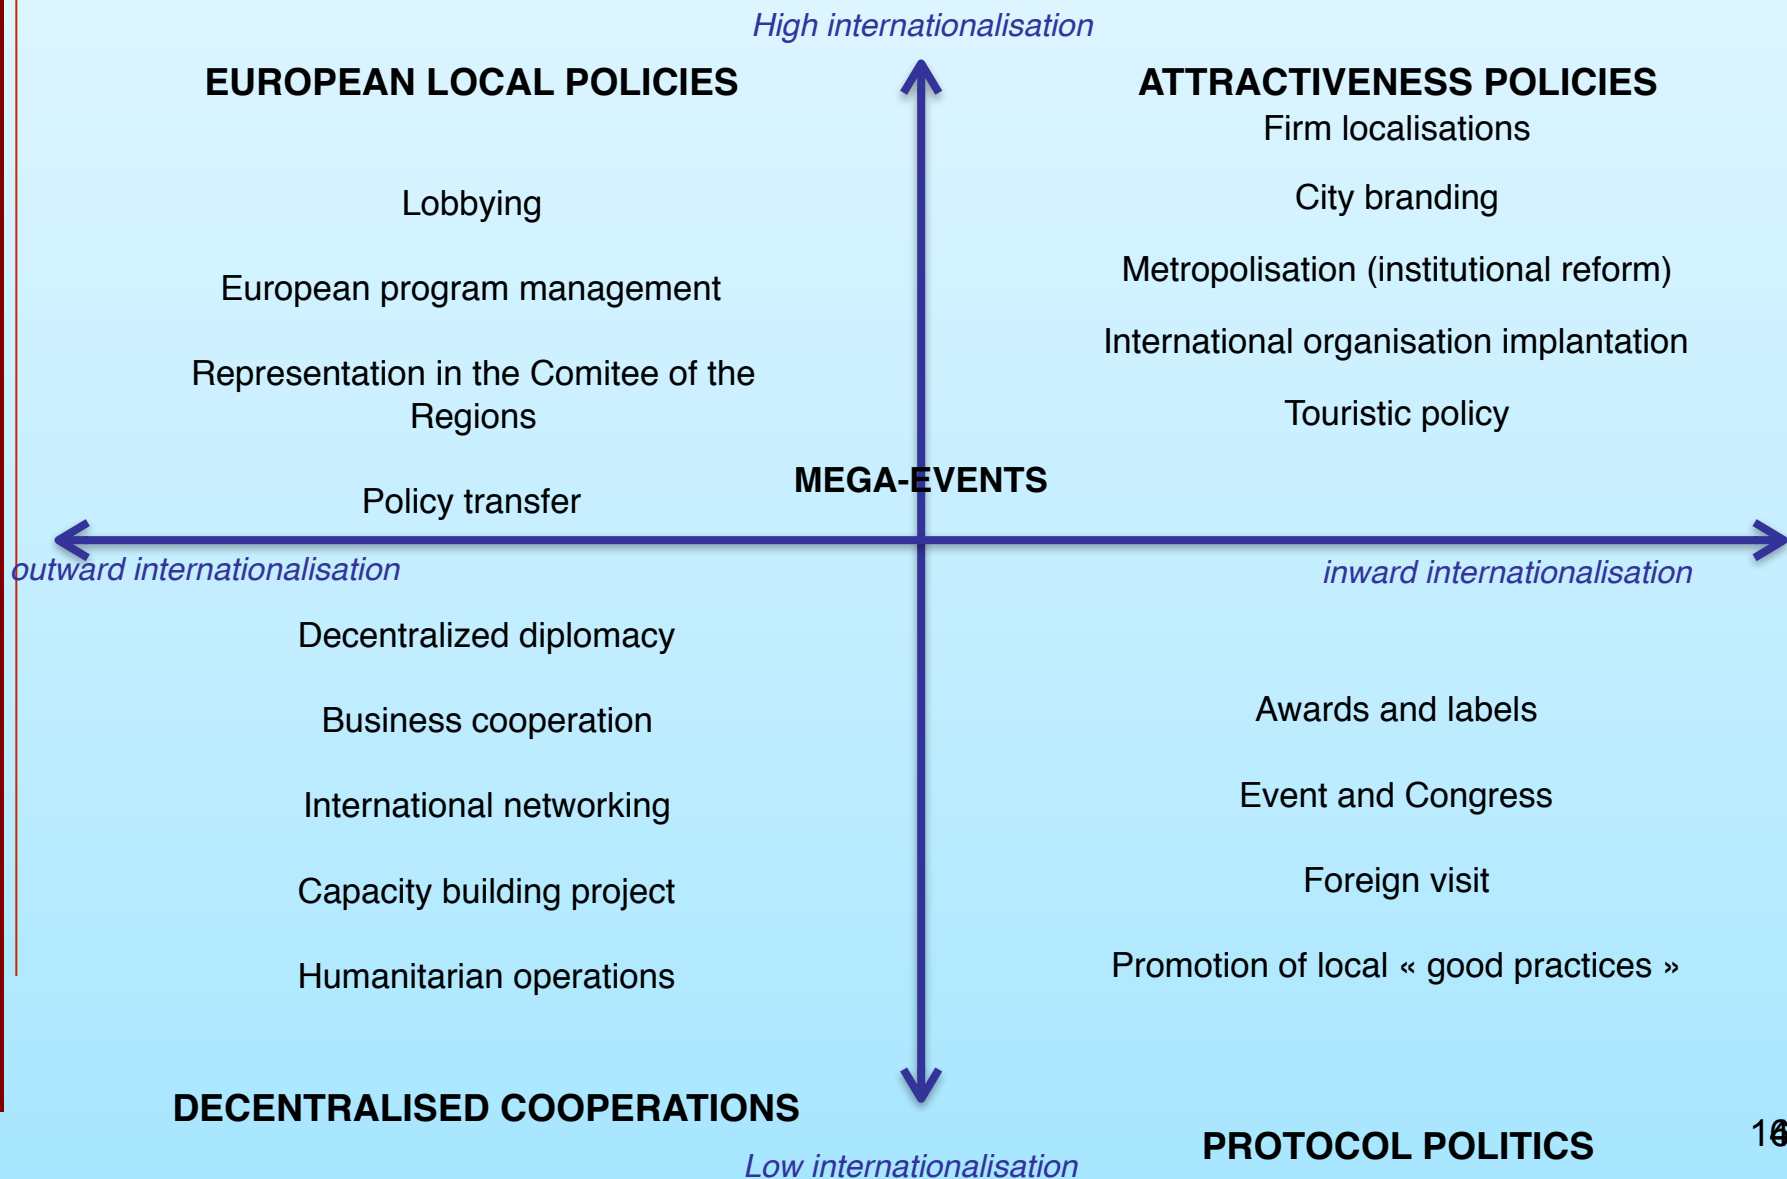 High internationalisation
EUROPEAN LOCAL POLICIES
Lobbying
European program management
Representation in the Comitee of the
Regions
Policy transfer
ATTRACTIVENESS POLICIES
Firm localisations
City branding
Metropolisation (institutional reform)
International organisation implantation
Touristic policy
MEGA-EVENTS
outward internationalisation
inward internationalisation
Decentralized diplomacy
Business cooperation
International networking
Capacity building project
Humanitarian operations
DECENTRALISED COOPERATIONS
Awards and labels
Event and Congress
Foreign visit
Promotion of local « good practices »
PROTOCOL POLITICS
Low internationalisation